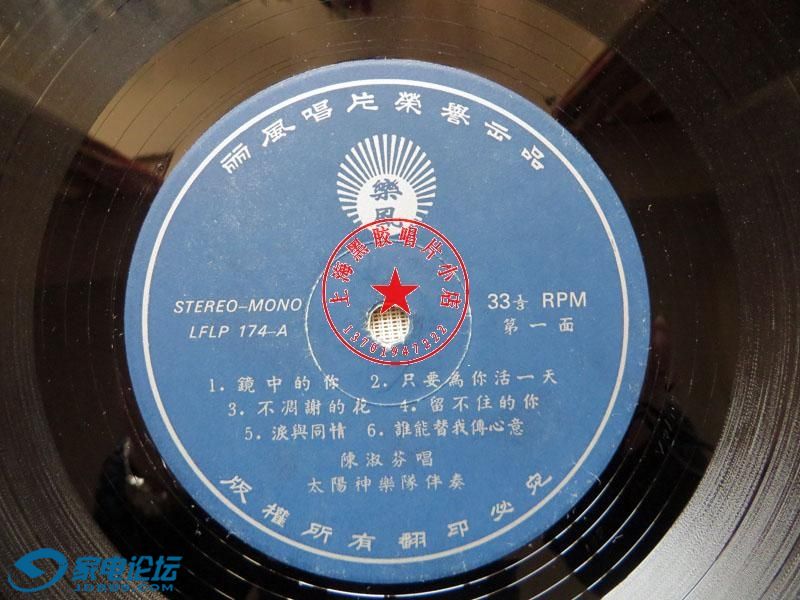 丽風唱片榮譽出品
樂風
上海黑胶唱片小店
13701947222
STEREO-MONO
LFLP 174-A
33⅓ RPM
第一面
1. 鏡中的你 2. 只要為你活一天
3. 不凋謝的花 4. 留不住的你
5. 淚與同情 6. 誰能替我傳心意
陳淑芬唱
太陽神樂隊伴奏
版權所有翻印必究
家电论坛
JDBBS.COM